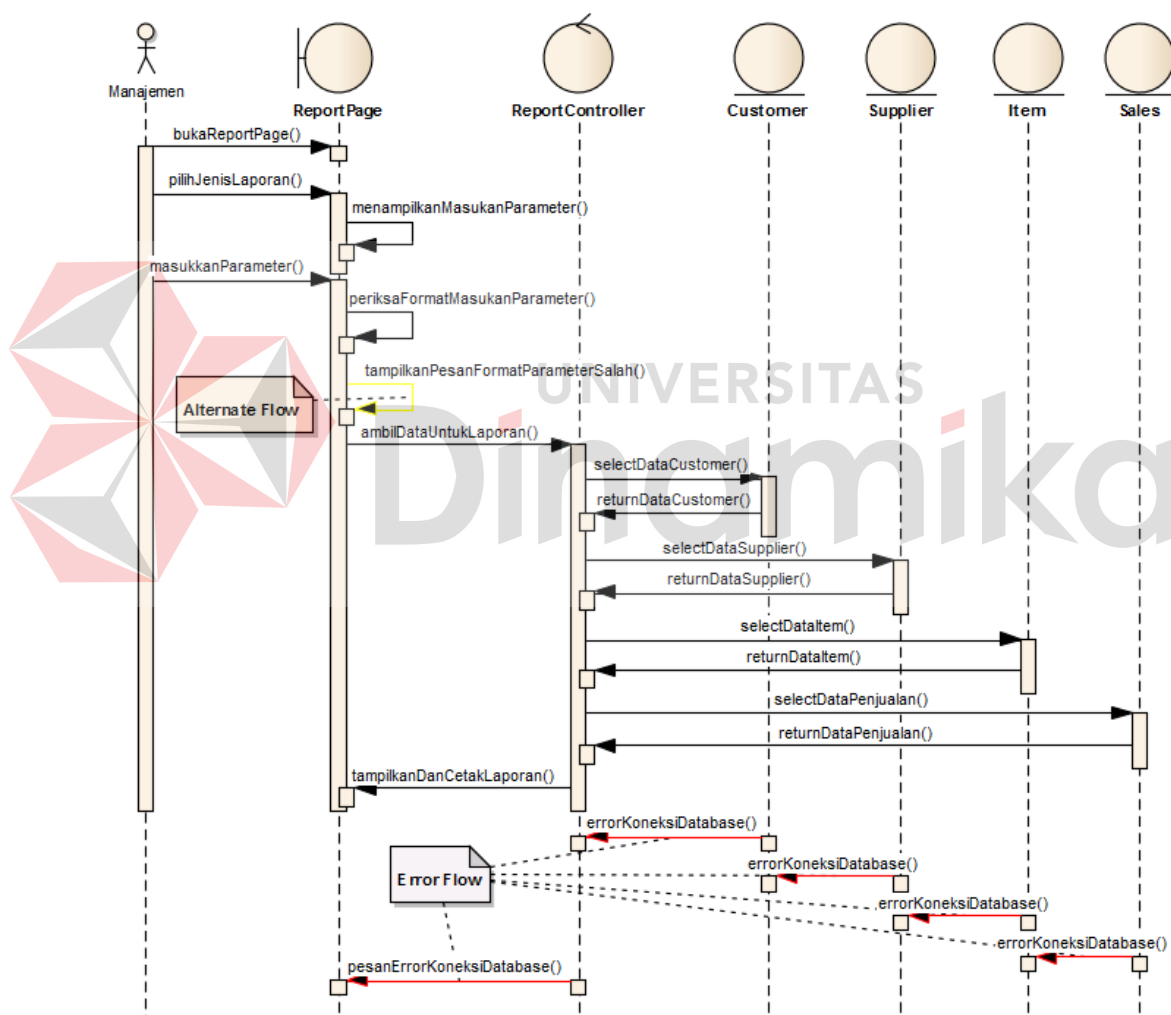 Manajemen
ReportPage
ReportController
Customer
Supplier
Item
Sales
bukaReportPage()
pilihJenisLaporan()
menampilkanMasukanParameter()
masukkanParameter()
periksaFormatMasukanParameter()
tampilkanPesanFormatParameterSalah()
UNIVERSITAS
Alternate Flow
Dinamika
ambilDataUntukLaporan()
selectDataCustomer()
returnDataCustomer()
selectDataSupplier()
returnDataSupplier()
selectDataItem()
returnDataItem()
selectDataPenjualan()
returnDataPenjualan()
tampilkanDanCetakLaporan()
errorKoneksiDatabase()
errorKoneksiDatabase()
Error Flow
errorKoneksiDatabase()
errorKoneksiDatabase()
pesanErrorKoneksiDatabase()